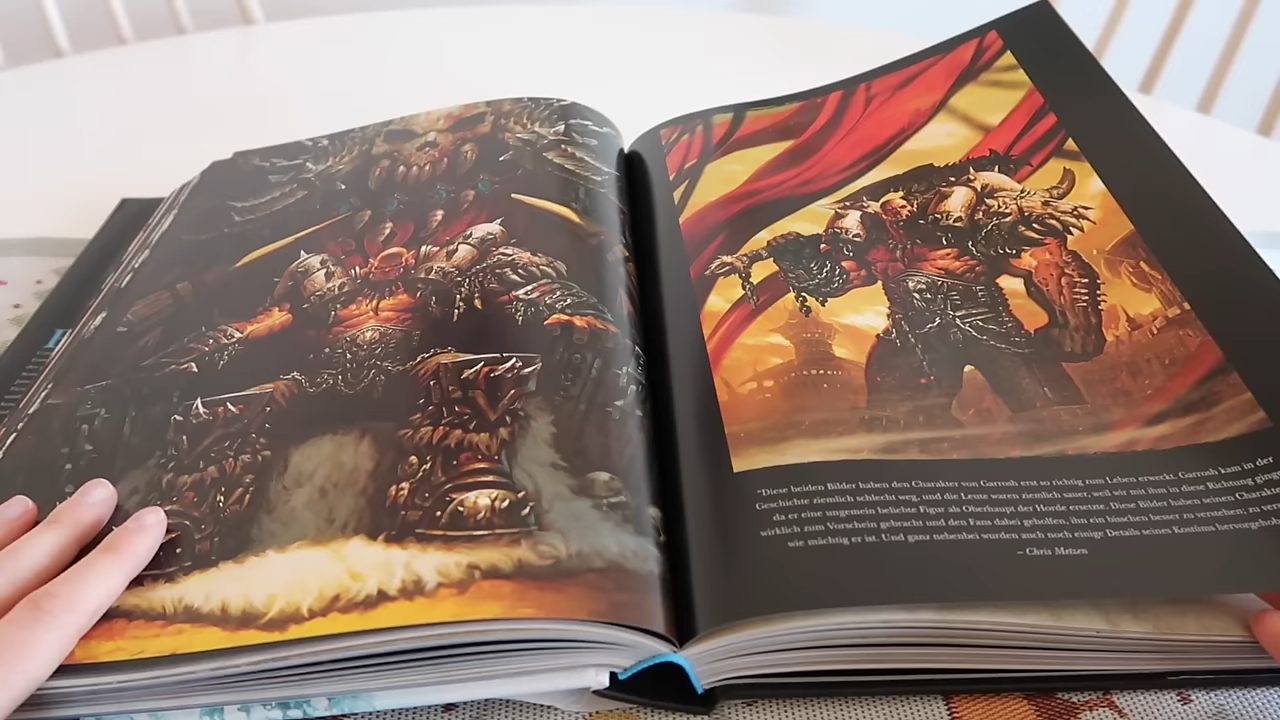 "Diese beiden Bilder haben den Charakter von Garrosh erst so richtig zum Leben erweckt. Garrosh kam in der
Geschichte ziemlich schlecht weg, und die Leute waren ziemlich sauer, weil wir mit ihm in diese Richtung
da er eine ungemein beliebte Figur als Oberhaupt der Horde ersetzte. Diese Bilder haben seinen
wirklich zum Vorschein gebracht und den Fans dabei geholfen, ihn ein bisschen besser zu verstehen; zu
wie mächtig er ist. Und ganz nebenbei wurden auch noch einige Details seines Kostüms
– Chris Metzen